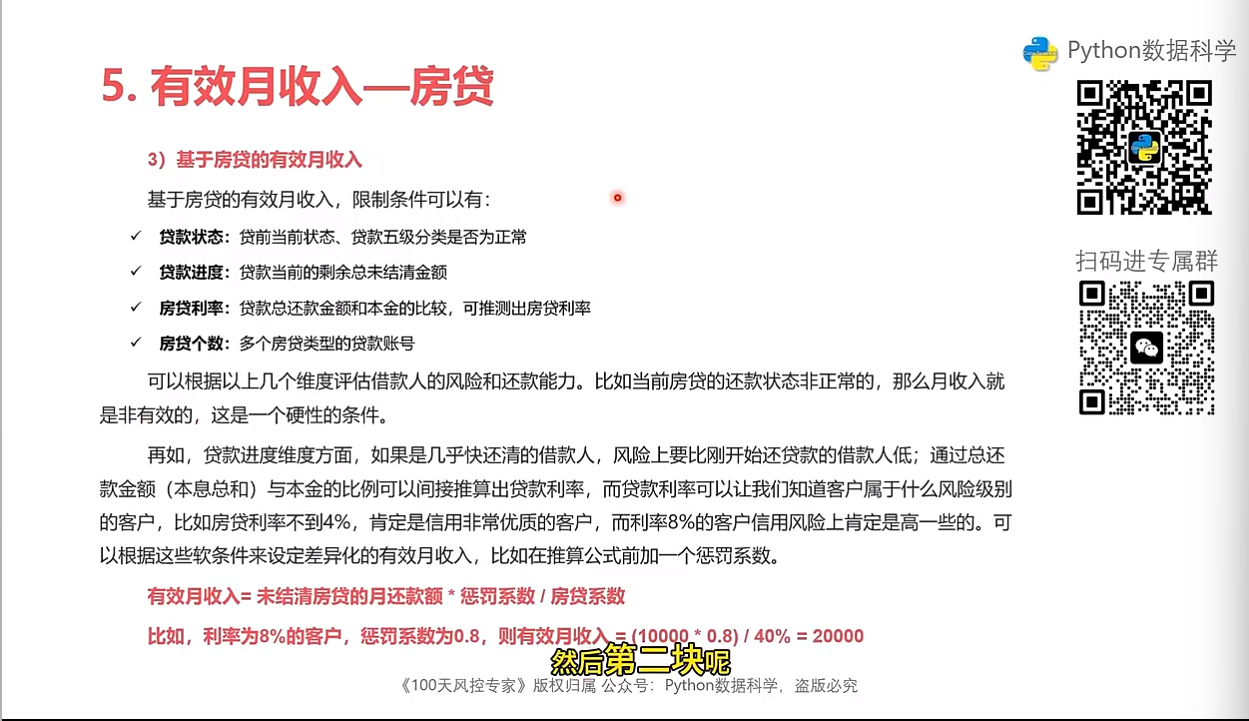 Python数据科学
5. 有效月收入—房贷
3）基于房贷的有效月收入
基于房贷的有效月收入，限制条件可以有：
✓ 贷款状态：贷前当前状态、贷款五级分类是否为正常
✓ 贷款进度：贷款当前的剩余总未结清金额
✓ 房贷利率：贷款总还款金额和本金的比较，可推测出房贷利率
✓ 房贷个数：多个房贷类型的贷款账号
可以根据以上几个维度评估借款人的风险和还款能力。比如当前房贷的还款状态非正常的，那么月收入就
是非有效的，这是一个硬性的条件。
再如，贷款进度维度方面，如果是几乎快还清的借款人，风险上要比刚开始还贷款的借款人低；通过总还
款金额（本息总和）与本金的比例可以间接推算出贷款利率，而贷款利率可以让我们知道客户属于什么风险级别
的客户，比如房贷利率不到4%，肯定是信用非常优质的客户，而利率8%的客户信用风险上肯定是高一些的。可
以根据这些软条件来设定差异化的有效月收入，比如在推算公式前加一个惩罚系数。
有效月收入= 未结清房贷的月还款额 * 惩罚系数 / 房贷系数
比如，利率为8%的客户，惩罚系数为0.8，则有效月收入 = (10000 * 0.8) / 40% = 20000
然后第二块呢
《100天风控专家》版权归属 公众号：Python数据科学，盗版必究
扫码进专属群